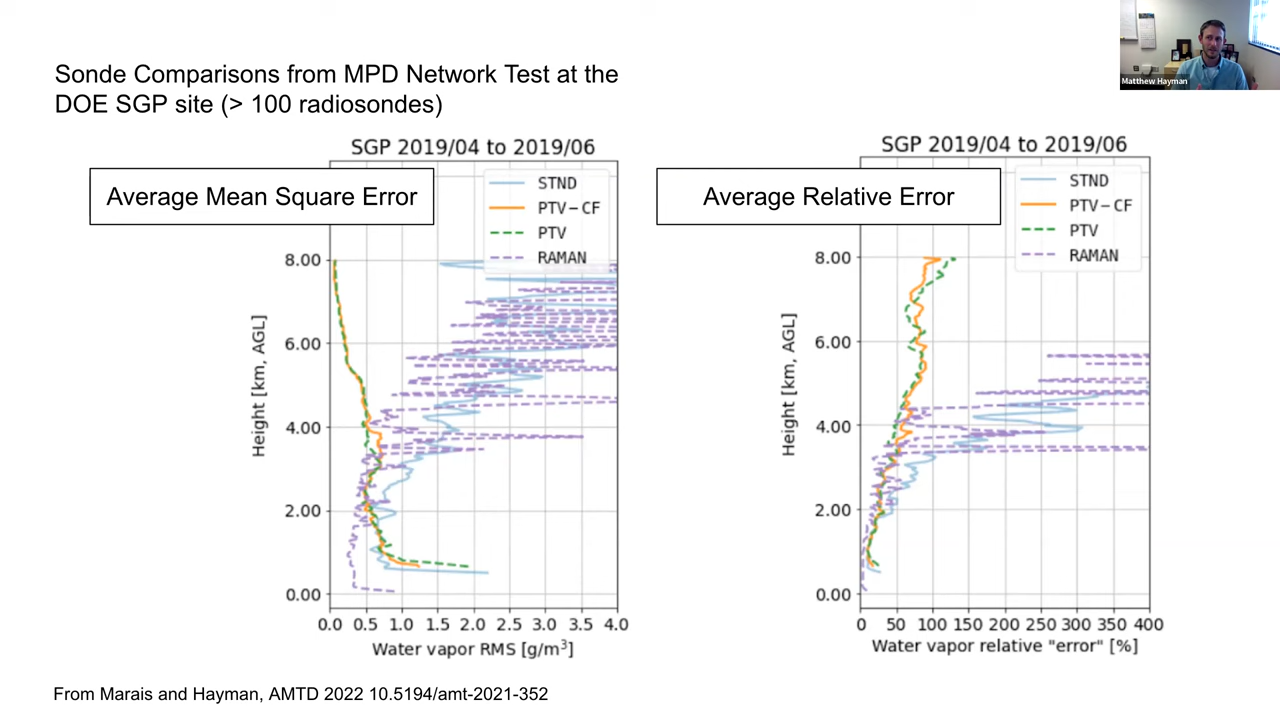 Matthew Hayman
Sonde Comparisons from MPD Network Test at the
DOE SGP site (> 100 radiosondes)
SGP 2019/04 to 2019/06
Average Mean Square Error
STND
PTV-CF
PTV
RAMAN
8.00
6.00
4.00
2.00
0.00
Height [km, AGL]
0.0 0.5 1.0 1.5 2.0 2.5 3.0 3.5 4.0
Water vapor RMS [g/m³]
SGP 2019/04 to 2019/06
Average Relative Error
STND
PTV-CF
PTV
RAMAN
8.00
6.00
4.00
2.00
0.00
Height [km, AGL]
0 50 100 150 200 250 300 350 400
Water vapor relative "error" [%]
From Marais and Hayman, AMTD 2022 10.5194/amt-2021-352